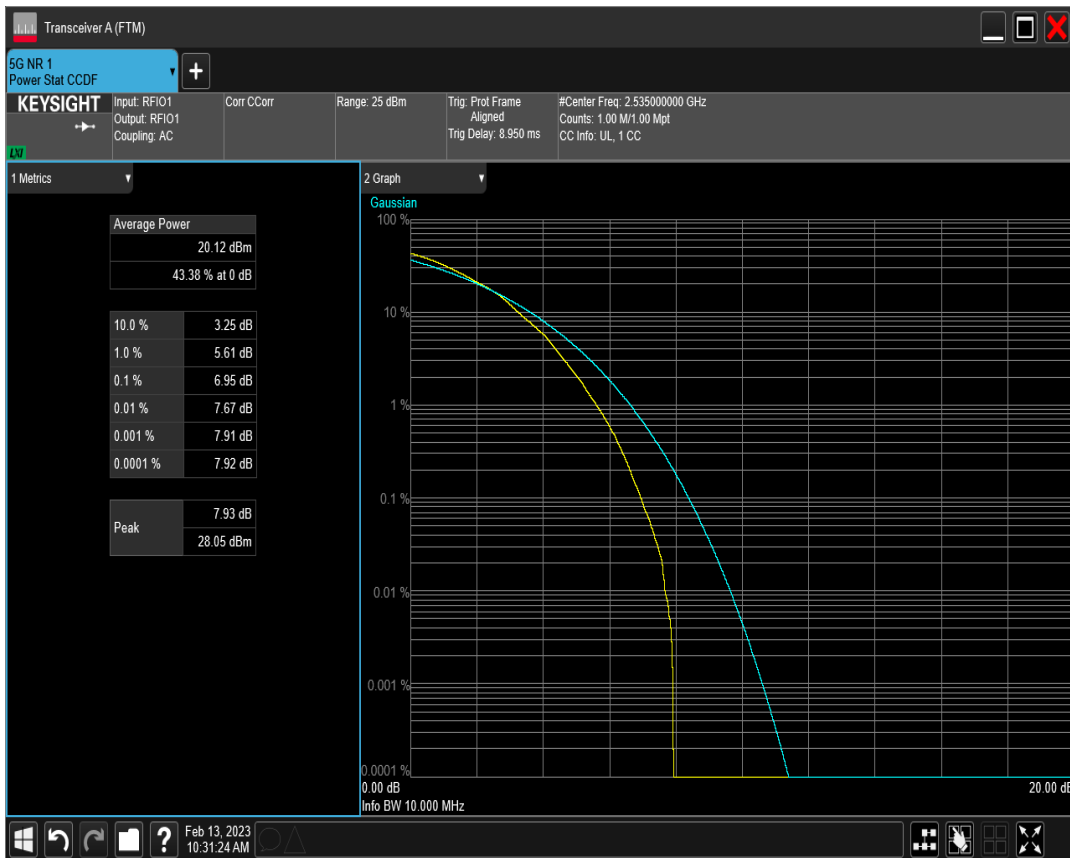 Transceiver A (FTM)
5G NR 1
Power Stat CCDF
KEYSIGHT
LXI
Input: RFIO1
Output: RFIO1
Coupling: AC
Corr CCorr
Range: 25 dBm
Trig: Prot Frame
Aligned
Trig Delay: 8.950 ms
#Center Freq: 2.535000000 GHz
Counts: 1.00 M/1.00 Mpt
CC Info: UL, 1 CC
1 Metrics
Average Power
20.12 dBm
43.38 % at 0 dB
10.0 % 3.25 dB
1.0 % 5.61 dB
0.1 % 6.95 dB
0.01 % 7.67 dB
0.001 % 7.91 dB
0.0001 % 7.92 dB
Peak
7.93 dB
28.05 dBm
2 Graph
Gaussian
100 %
10 %
1 %
0.1 %
0.01 %
0.001 %
0.0001 %
0.00 dB 20.00 dB
Info BW 10.000 MHz
Feb 13, 2023
10:31:24 AM